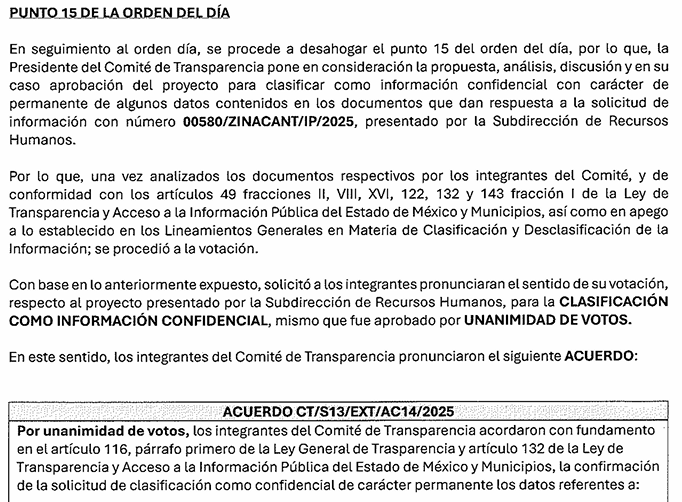 PUNTO 15 DE LA ORDEN DEL DÍA
En seguimiento al orden día, se procede a desahogar el punto 15 del orden del día, por lo que, la
Presidente del Comité de Transparencia pone en consideración la propuesta, análisis, discusión y en su
caso aprobación del proyecto para clasificar como información confidencial con carácter de
permanente de algunos datos contenidos en los documentos que dan respuesta a la solicitud de
información con número 00580/ZINACANT/IP/2025, presentado por la Subdirección de Recursos
Humanos.
Por lo que, una vez analizados los documentos respectivos por los integrantes del Comité, y de
conformidad con los artículos 49 fracciones II, VIII, XVI, 122, 132 y 143 fracción I de la Ley de
Transparencia y Acceso a la Información Pública del Estado de México y Municipios, así como en apego
a lo establecido en los Lineamientos Generales en Materia de Clasificación y Desclasificación de la
Información; se procedió a la votación.
Con base en lo anteriormente expuesto, solicitó a los integrantes pronunciaran el sentido de su votación,
respecto al proyecto presentado por la Subdirección de Recursos Humanos, para la CLASIFICACIÓN
COMO INFORMACIÓN CONFIDENCIAL, mismo que fue aprobado por UNANIMIDAD DE VOTOS.
En este sentido, los integrantes del Comité de Transparencia pronunciaron el siguiente ACUERDO:
ACUERDO CT/S13/EXT/AC14/2025
Por unanimidad de votos, los integrantes del Comité de Transparencia acordaron con fundamento
en el artículo 116, párrafo primero de la Ley General de Trasparencia y artículo 132 de la Ley de
Transparencia y Acceso a la Información Pública del Estado de México y Municipios, la confirmación
de la solicitud de clasificación como confidencial de carácter permanente los datos referentes a: